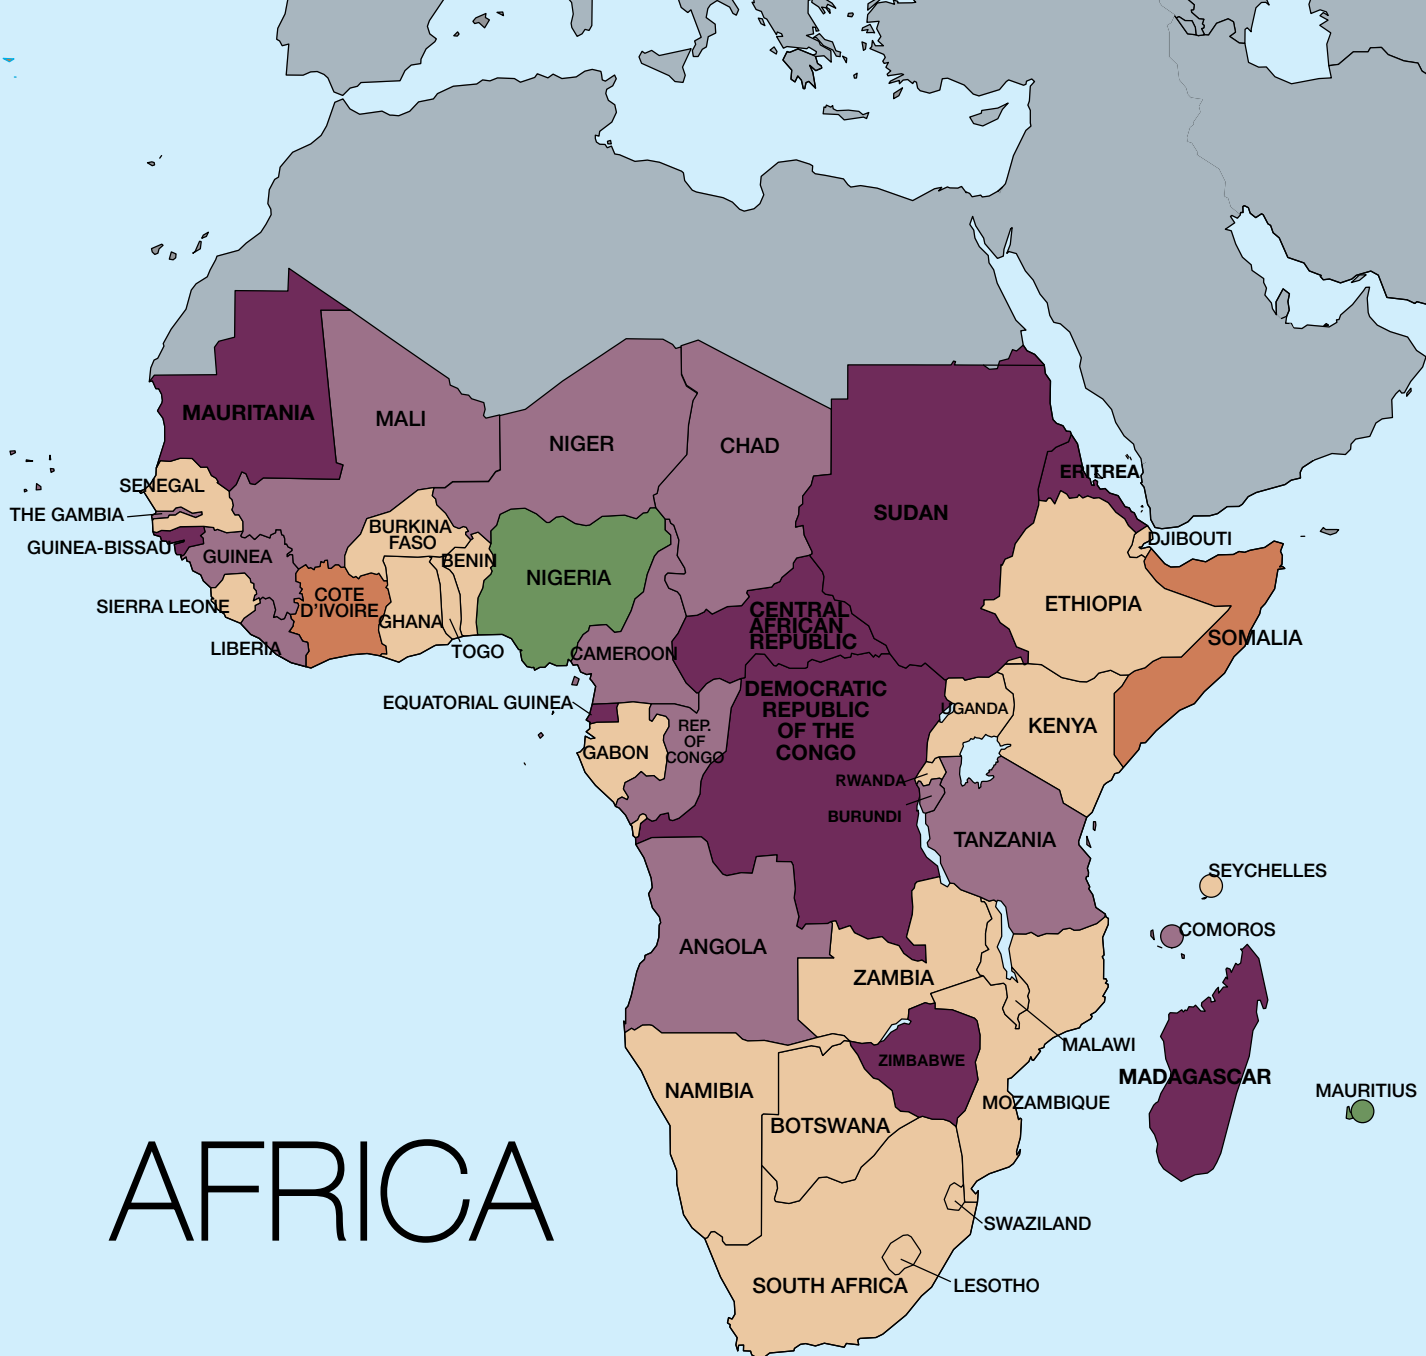 MAURITANIA
MALI
NIGER
CHAD
SUDAN
ERITREA
SENEGAL
THE GAMBIA
GUINEA-BISSAU
GUINEA
SIERRA LEONE
LIBERIA
COTE
D'IVOIRE
BURKINA
FASO
GHANA
BENIN
TOGO
NIGERIA
CAMEROON
CENTRAL
AFRICAN
REPUBLIC
DJIBOUTI
ETHIOPIA
SOMALIA
EQUATORIAL GUINEA
GABON
REP.
OF
CONGO
DEMOCRATIC
REPUBLIC
OF THE
CONGO
UGANDA
KENYA
RWANDA
BURUNDI
TANZANIA
SEYCHELLES
COMOROS
ANGOLA
ZAMBIA
MALAWI
ZIMBABWE
MADAGASCAR
MAURITIUS
NAMIBIA
MOZAMBIQUE
BOTSWANA
AFRICA
SWAZILAND
SOUTH AFRICA
LESOTHO